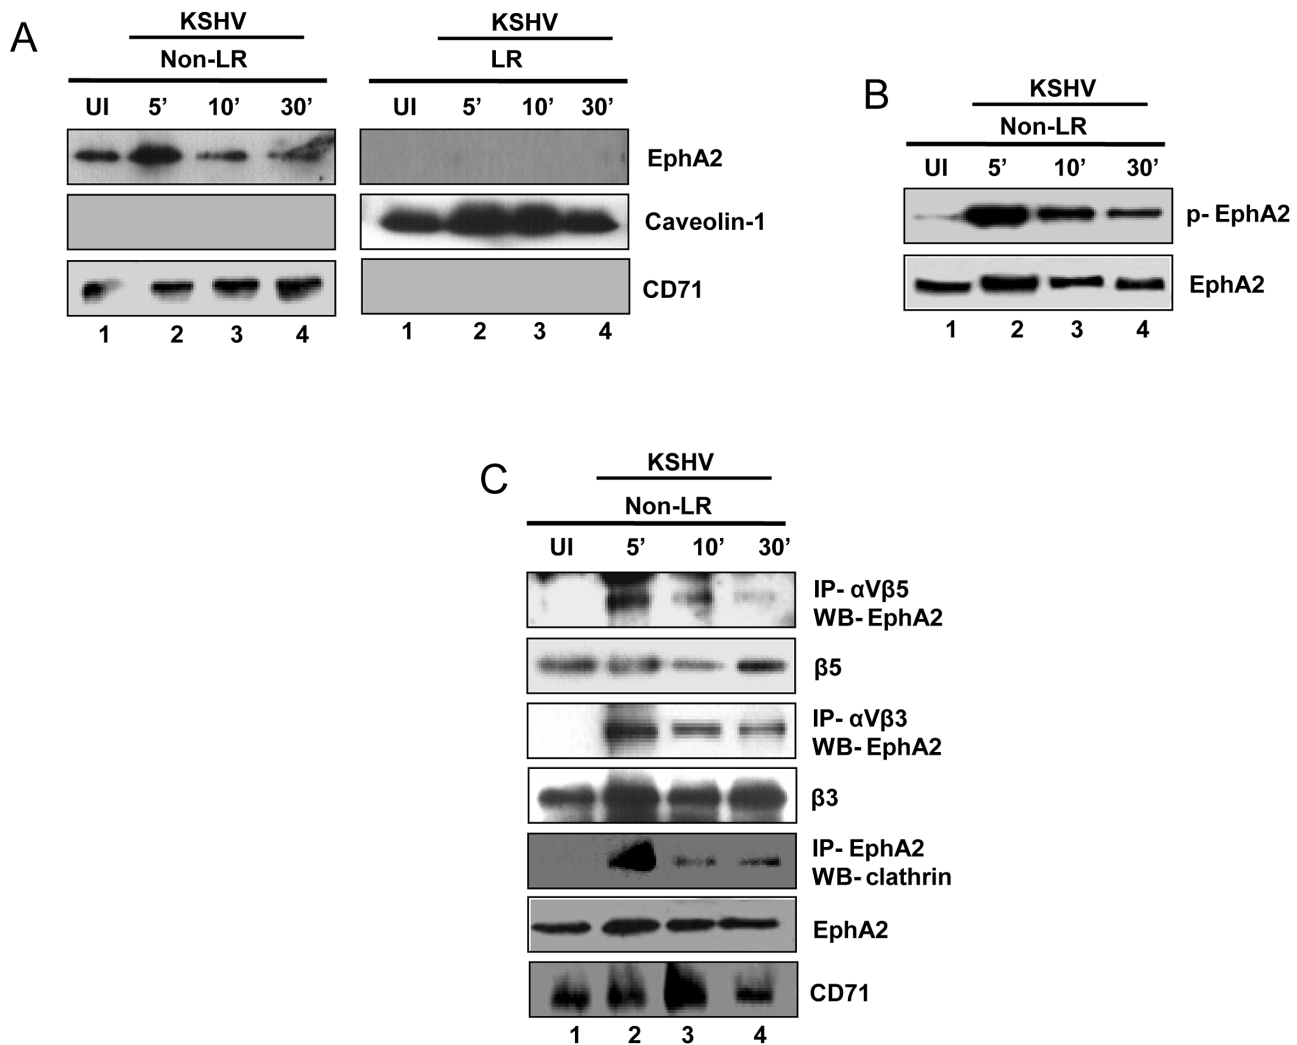 A
KSHV
Non-LR
UI 5’ 10’ 30’
KSHV
LR
UI 5’ 10’ 30’
EphA2
Caveolin-1
CD71
1 2 3 4
1 2 3 4
B
KSHV
Non-LR
UI 5’ 10’ 30’
p- EphA2
EphA2
1 2 3 4
C
KSHV
Non-LR
UI 5’ 10’ 30’
IP- αVβ5
WB- EphA2
β5
IP- αVβ3
WB- EphA2
β3
IP- EphA2
WB- clathrin
EphA2
CD71
1 2 3 4